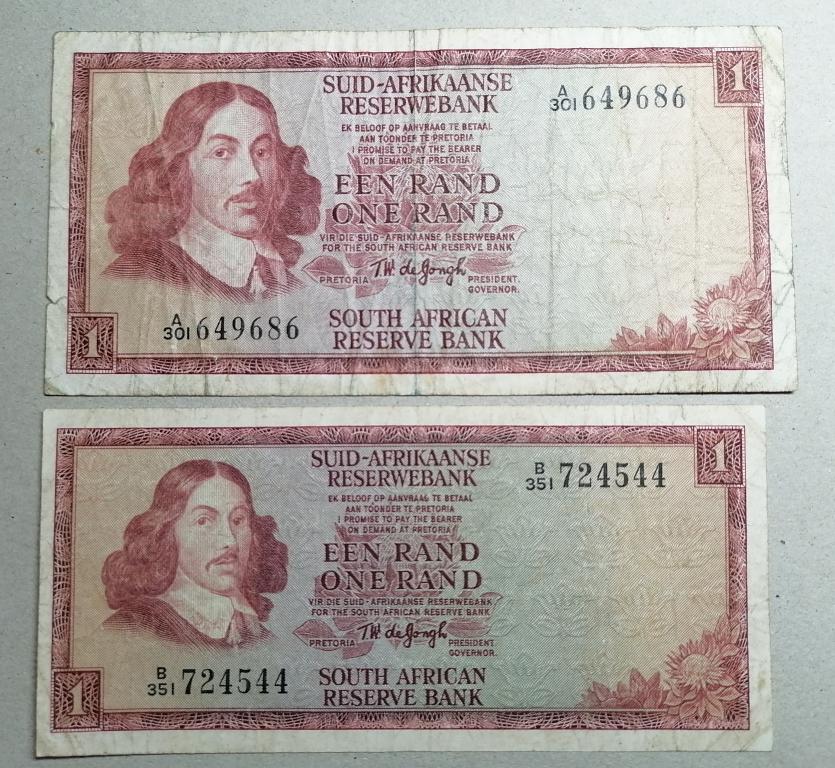 SUID-AFRIKAANSE
RESERWEBANK
A
301 649686
1
EK BELOOF OP AANVRAAG TE BETAAL
AAN TOONDER TE PRETORIA
I PROMISE TO PAY THE BEARER
ON DEMAND AT PRETORIA
EEN RAND
ONE RAND
VIR DIE SUID-AFRIKAANSE RESERWEBANK
FOR THE SOUTH AFRICAN RESERVE BANK
T.W. de Jongh
PRETORIA PRESIDENT.
GOVERNOR.
1
A
301 649686
SOUTH AFRICAN
RESERVE BANK
SUID-AFRIKAANSE
RESERWEBANK
B
351 724544
1
EK BELOOF OP AANVRAAG TE BETAAL
AAN TOONDER TE PRETORIA
I PROMISE TO PAY THE BEARER
ON DEMAND AT PRETORIA
EEN RAND
ONE RAND
VIR DIE SUID-AFRIKAANSE RESERWEBANK
FOR THE SOUTH AFRICAN RESERVE BANK
T.W. de Jongh
PRETORIA PRESIDENT.
GOVERNOR.
1
B
351 724544
SOUTH AFRICAN
RESERVE BANK